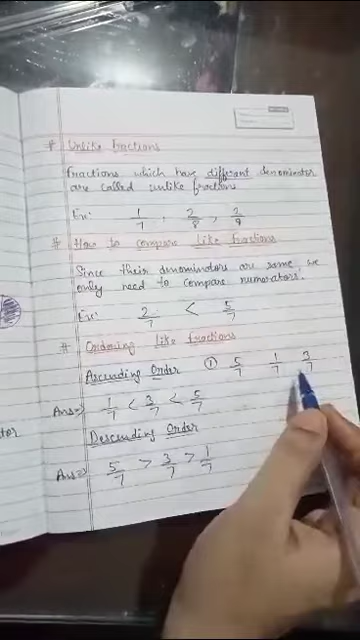 # Unlike fractions
Fractions which have different denominator
are called unlike fractions
Ex: 1/7, 2/8, 2/9
# How to compare like fractions
Since their denominators are same we
only need to compare numerators.
Ex: 2/7 < 5/7
# Ordering like fractions
Ascending Order ① 5/7 1/7 3/7
Ans⇒ 1/7 < 3/7 < 5/7
Descending Order
Ans⇒ 5/7 > 3/7 > 1/7